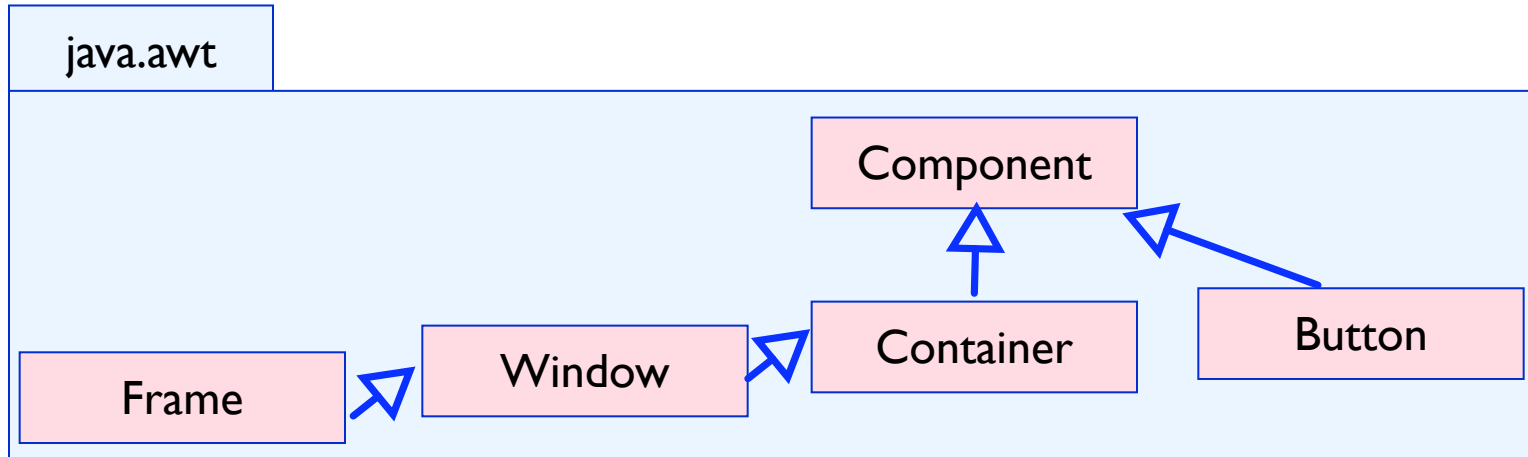 java.awt
Component
Container
Button
Window
Frame